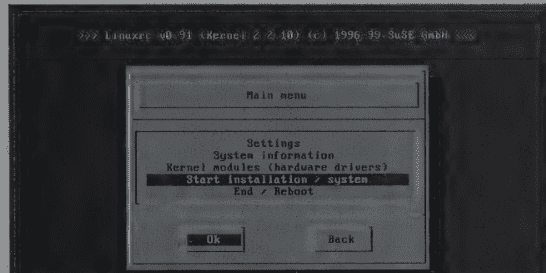 >>> Linuxrc v0.91 (Kernel 2.2.10) (c) 1996-99 SuSE GmbH <<<
Main menu
Settings
System information
Kernel modules (hardware drivers)
Start installation / system
End / Reboot
Ok
Back